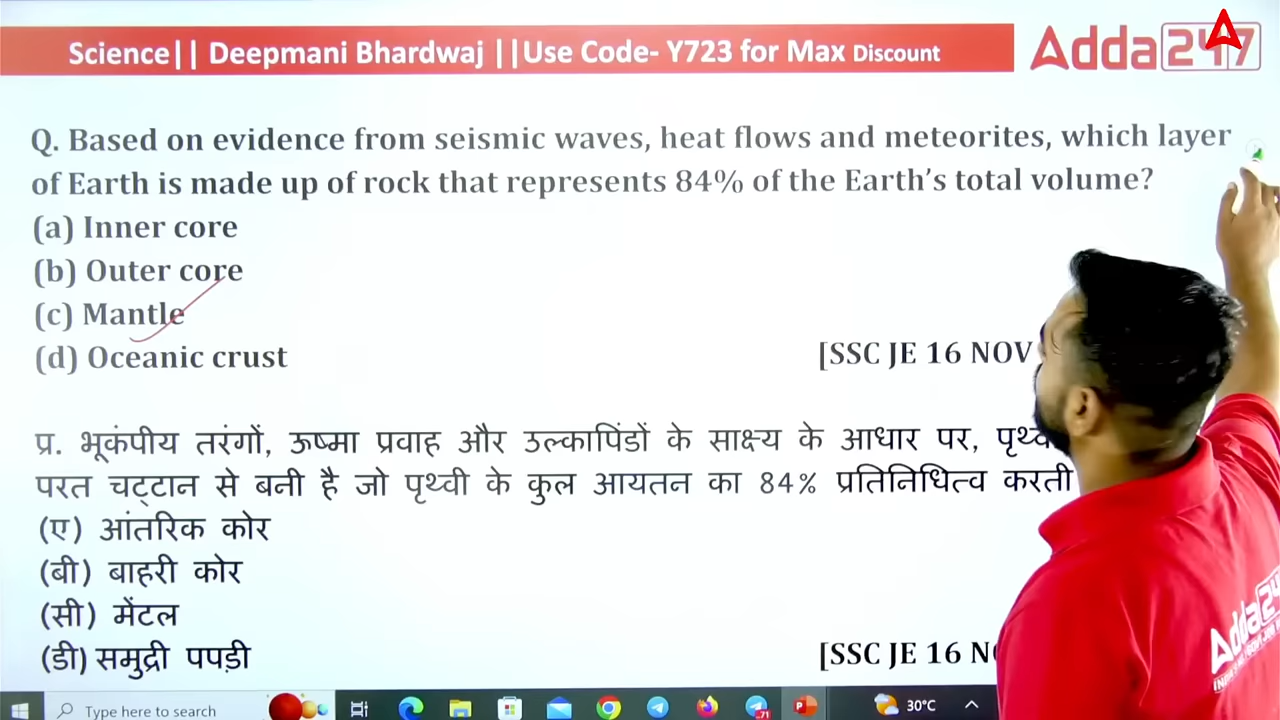 Science|| Deepmani Bhardwaj ||Use Code- Y723 for Max Discount
Adda247
Q. Based on evidence from seismic waves, heat flows and meteorites, which layer
of Earth is made up of rock that represents 84% of the Earth's total volume?
(a) Inner core
(b) Outer core
(c) Mantle
(d) Oceanic crust
[SSC JE 16 NOV
प्र. भूकंपीय तरंगों, ऊष्मा प्रवाह और उल्कापिंडों के साक्ष्य के आधार पर,
परत चट्टान से बनी है जो पृथ्वी के कुल आयतन का 84% प्रतिनिधित्व करती
(ए) आंतरिक कोर
(बी) बाहरी कोर
(सी) मेंटल
(डी) समुद्री पपड़ी
[SSC JE 16
Adda247
Type here to search
71
30°C